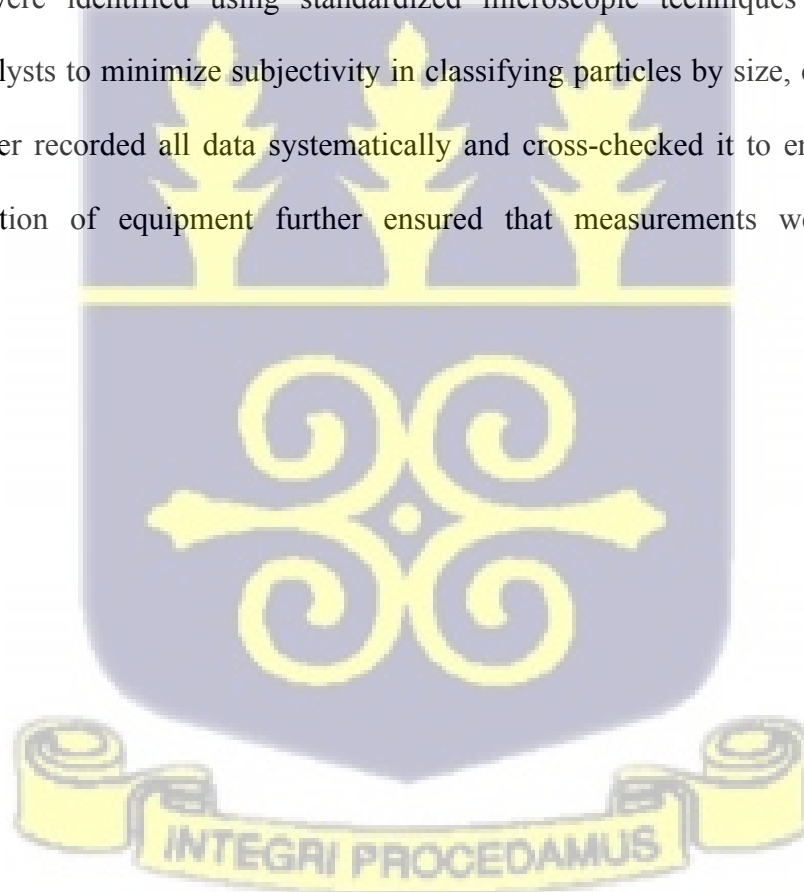 were identified using standardized microscopic techniques
lysts to minimize subjectivity in classifying particles by size,
er recorded all data systematically and cross-checked it to
tion of equipment further ensured that measurements
INTEGRI PROCEDAMUS